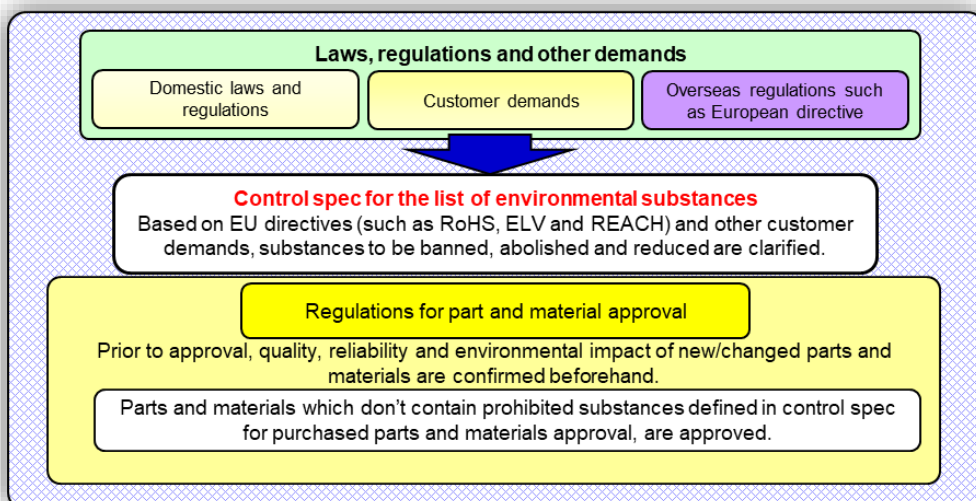 Laws, regulations and other demands
Domestic laws and
regulations
Customer demands
Overseas regulations such
as European directive
Control spec for the list of environmental substances
Based on EU directives (such as RoHS, ELV and REACH) and other customer
demands, substances to be banned, abolished and reduced are clarified.
Regulations for part and material approval
Prior to approval, quality, reliability and environmental impact of new/changed parts and
materials are confirmed beforehand.
Parts and materials which don’t contain prohibited substances defined in control spec
for purchased parts and materials approval, are approved.